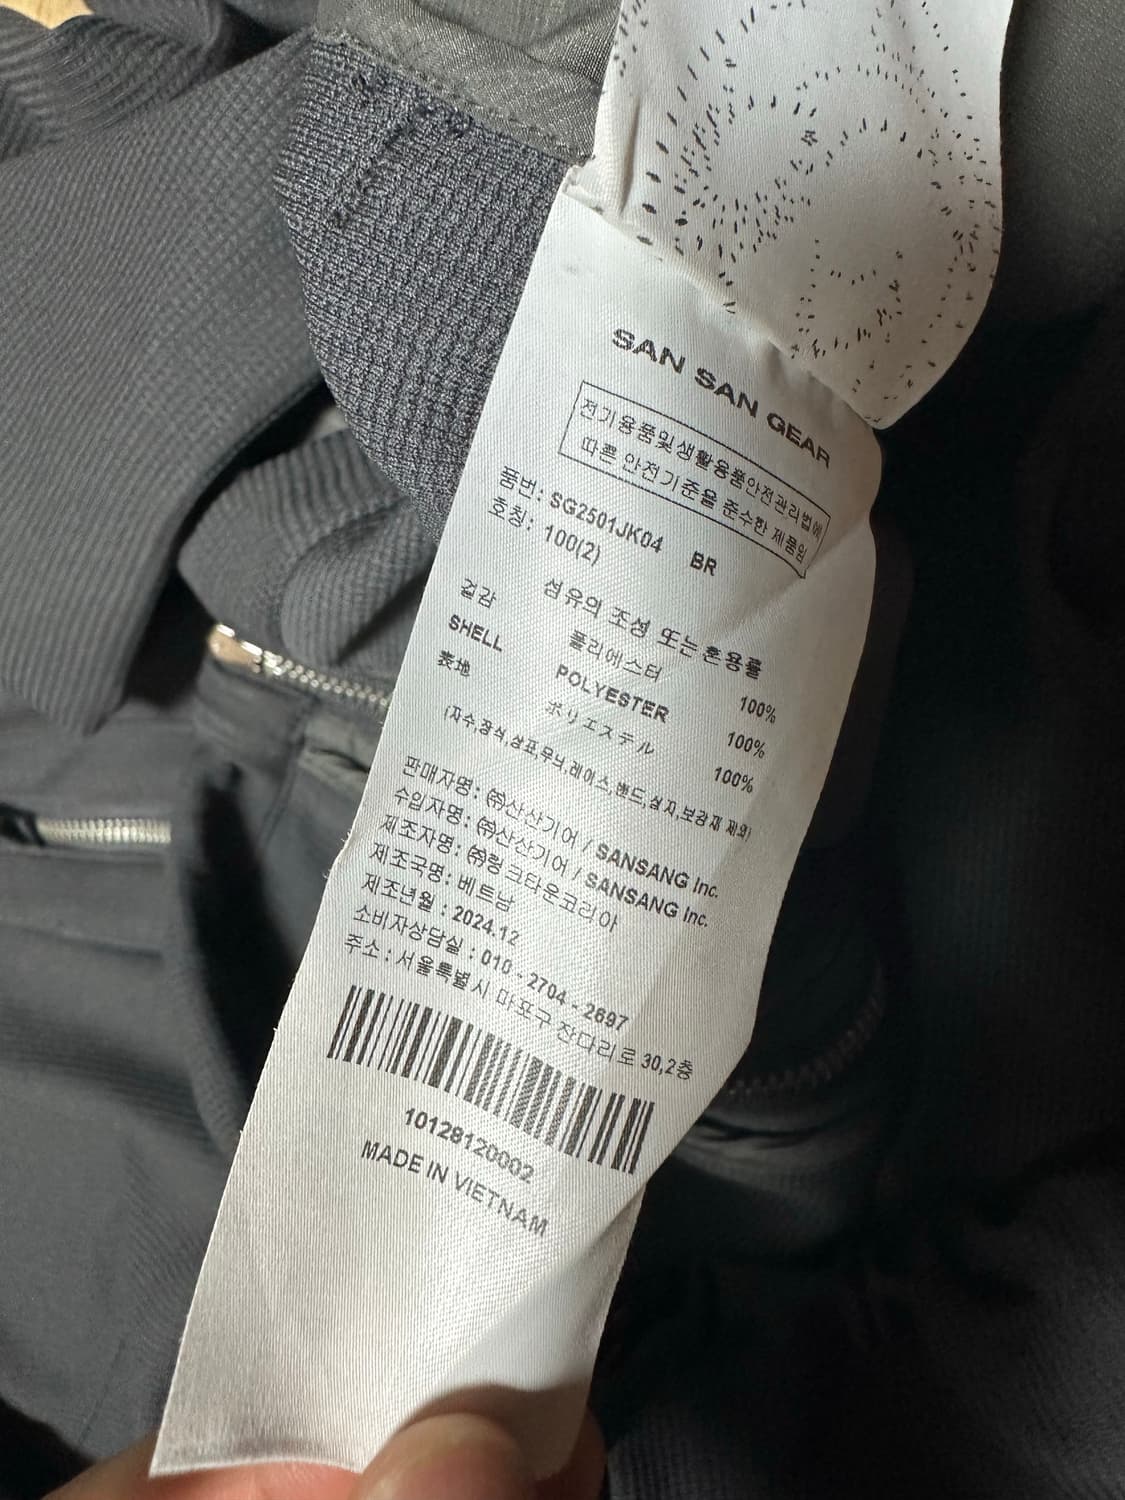 SAN SAN GEAR
전기용품및생활용품안전관리법에
따른 안전기준을 준수한 제품임
품번: SG2501JK04 BR
호칭: 100(2)
섬유의 조성 또는 혼용률
겉감 폴리에스터 100%
SHELL POLYESTER 100%
表地 ポリエステル 100%
(자수,장식,상표,무늬,레이스,밴드,심지,보강재 제외)
판매자명: ㈜산산기어 / SANSANG Inc.
수입자명: ㈜산산기어 / SANSANG Inc.
제조자명: ㈜링크타운코리아
제조국명: 베트남
제조년월 : 2024.12
소비자상담실 : 010 - 2704 - 2697
주소 : 서울특별시 마포구 잔다리로 30,2층
10128120002
MADE IN VIETNAM